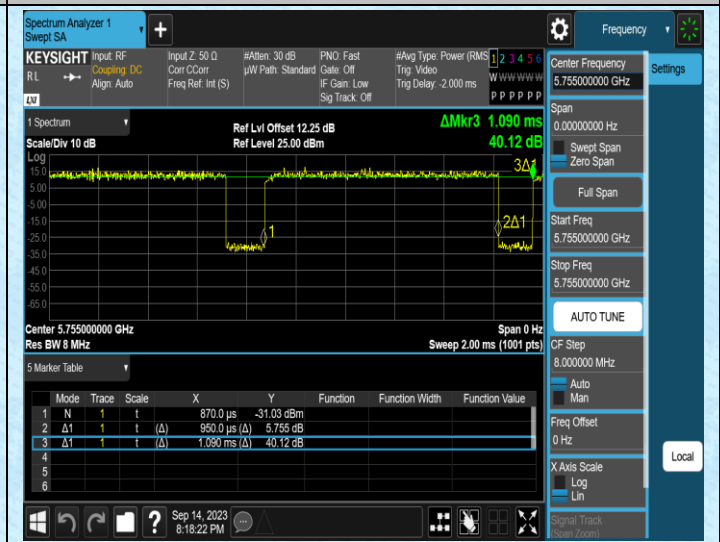 Spectrum Analyzer 1
Swept SA
+
Frequency
KEYSIGHT
RL
LXI
Input: RF
Coupling: DC
Align: Auto
Input Z: 50 Ω
Corr CCorr
Freq Ref: Int (S)
#Atten: 30 dB
µW Path: Standard
PNO: Fast
Gate: Off
IF Gain: Low
Sig Track: Off
#Avg Type: Power (RMS
Trig: Video
Trig Delay: -2.000 ms
1 2 3 4 5 6
W W W W W W
P P P P P P
1 Spectrum
Scale/Div 10 dB
Ref Lvl Offset 12.25 dB
Ref Level 25.00 dBm
ΔMkr3 1.090 ms
40.12 dB
Log
15.0
5.00
-5.00
-15.0
-25.0
-35.0
-45.0
-55.0
-65.0
1
2Δ1
3Δ1
Center 5.755000000 GHz
Res BW 8 MHz
Span 0 Hz
Sweep 2.00 ms (1001 pts)
5 Marker Table
Mode Trace Scale X Y Function Function Width Function Value
1 N 1 t 870.0 µs -31.03 dBm
2 Δ1 1 t (Δ) 950.0 µs (Δ) 5.755 dB
3 Δ1 1 t (Δ) 1.090 ms (Δ) 40.12 dB
4
5
6
?
Sep 14, 2023
8:18:22 PM
Center Frequency
5.755000000 GHz
Span
0.00000000 Hz
Swept Span
Zero Span
Full Span
Start Freq
5.755000000 GHz
Stop Freq
5.755000000 GHz
AUTO TUNE
CF Step
8.000000 MHz
Auto
Man
Freq Offset
0 Hz
X Axis Scale
Log
Lin
Signal Track
(Span Zoom)
Settings
Local